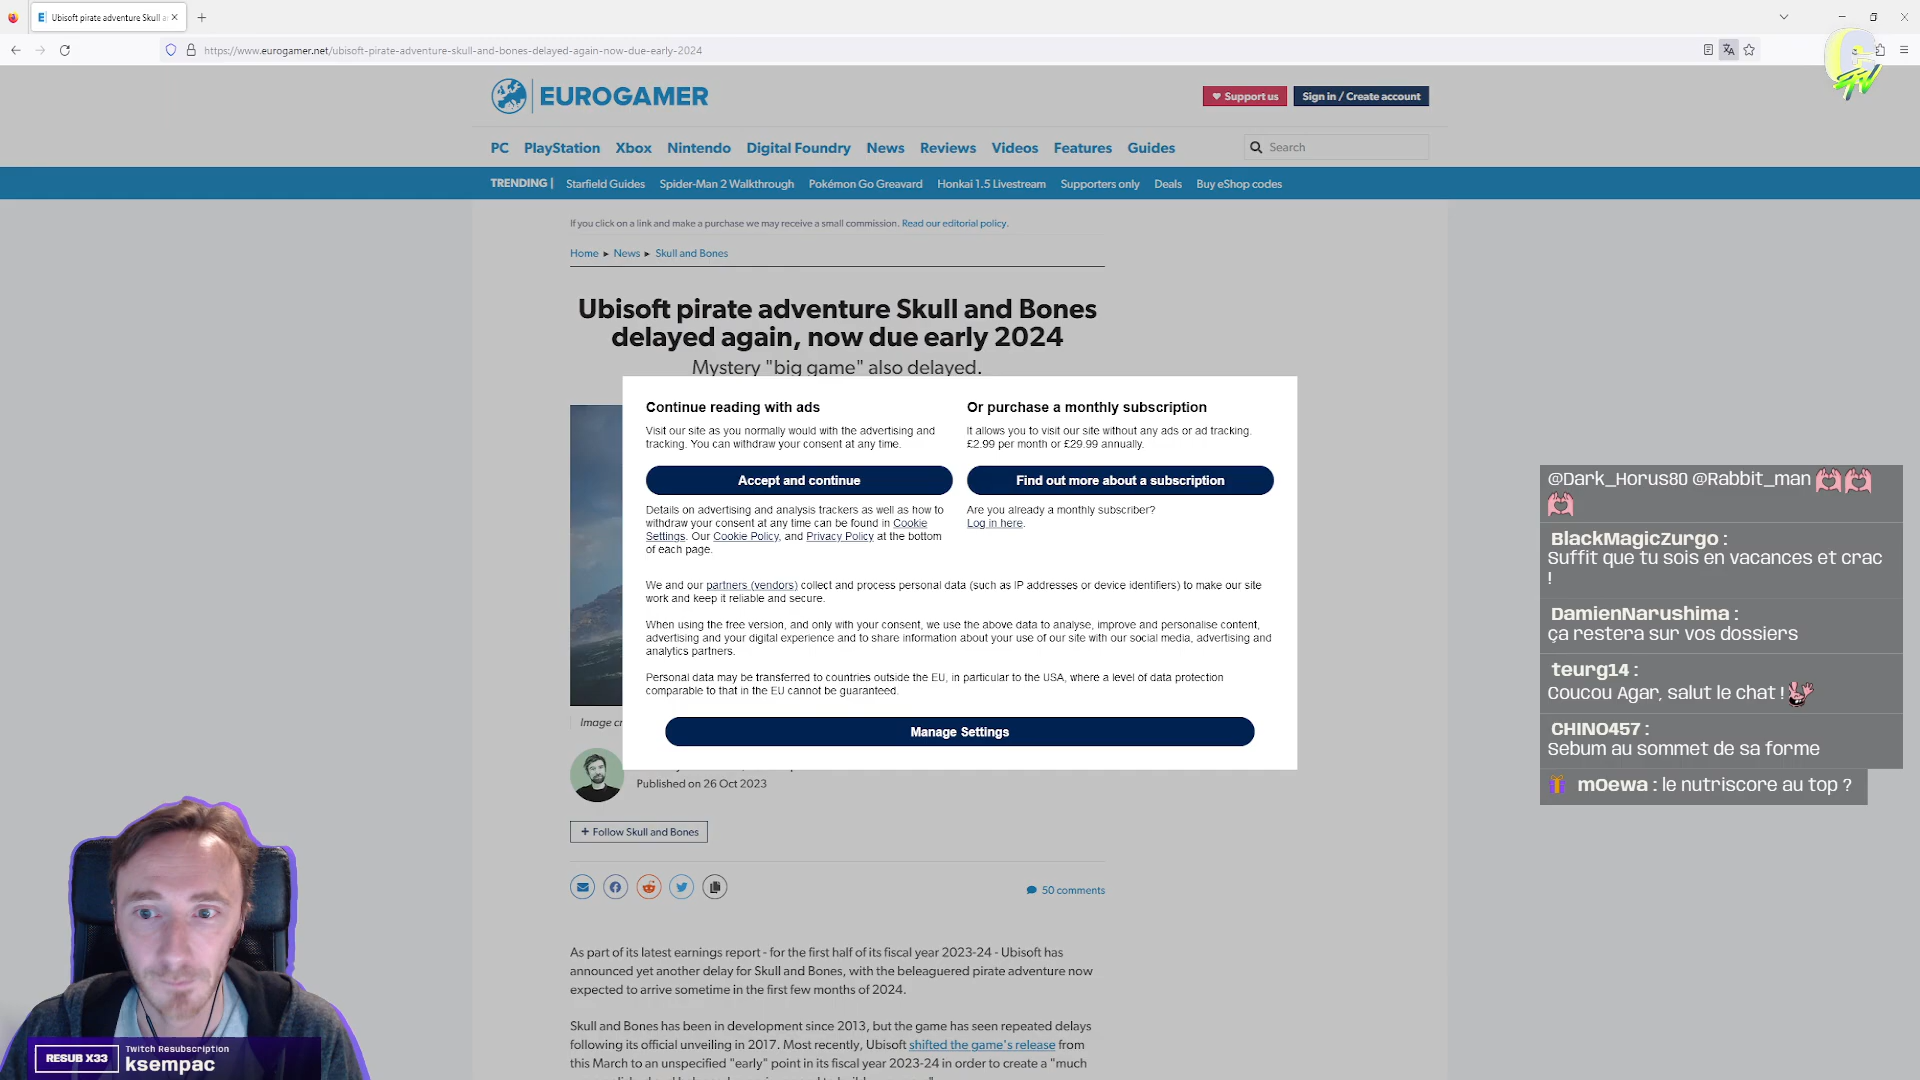 Ubisoft pirate adventure Skull a
https://www.eurogamer.net/ubisoft-pirate-adventure-skull-and-bones-delayed-again-now-due-early-2024
EUROGAMER
Support us
Sign in / Create account
PC PlayStation Xbox Nintendo Digital Foundry News Reviews Videos Features Guides
Search
TRENDING | Starfield Guides Spider-Man 2 Walkthrough Pokémon Go Greavard Honkai 1.5 Livestream Supporters only Deals Buy eShop codes
If you click on a link and make a purchase we may receive a small commission. Read our editorial policy.
Home ▸ News ▸ Skull and Bones
Ubisoft pirate adventure Skull and Bones
delayed again, now due early 2024
Mystery "big game" also delayed.
Continue reading with ads
Visit our site as you normally would with the advertising and
tracking. You can withdraw your consent at any time.
Accept and continue
Details on advertising and analysis trackers as well as how to
withdraw your consent at any time can be found in Cookie
Settings. Our Cookie Policy, and Privacy Policy at the bottom
of each page.
Or purchase a monthly subscription
It allows you to visit our site without any ads or ad tracking.
£2.99 per month or £29.99 annually.
Find out more about a subscription
Are you already a monthly subscriber?
Log in here.
We and our partners (vendors) collect and process personal data (such as IP addresses or device identifiers) to make our site
work and keep it reliable and secure.
When using the free version, and only with your consent, we use the above data to analyse, improve and personalise content,
advertising and your digital experience and to share information about your use of our site with our social media, advertising and
analytics partners.
Personal data may be transferred to countries outside the EU, in particular to the USA, where a level of data protection
comparable to that in the EU cannot be guaranteed.
Manage Settings
Image cr
Published on 26 Oct 2023
+ Follow Skull and Bones
50 comments
As part of its latest earnings report - for the first half of its fiscal year 2023-24 - Ubisoft has
announced yet another delay for Skull and Bones, with the beleaguered pirate adventure now
expected to arrive sometime in the first few months of 2024.
Skull and Bones has been in development since 2013, but the game has seen repeated delays
following its official unveiling in 2017. Most recently, Ubisoft shifted the game's release from
this March to an unspecified "early" point in its fiscal year 2023-24 in order to create a "much
@Dark_Horus80 @Rabbit_man
BlackMagicZurgo :
Suffit que tu sois en vacances et crac
!
DamienNarushima :
ça restera sur vos dossiers
teurg14 :
Coucou Agar, salut le chat !
CHINO457 :
Sebum au sommet de sa forme
m0ewa : le nutriscore au top ?
RESUB X33
Twitch Resubscription
ksempac